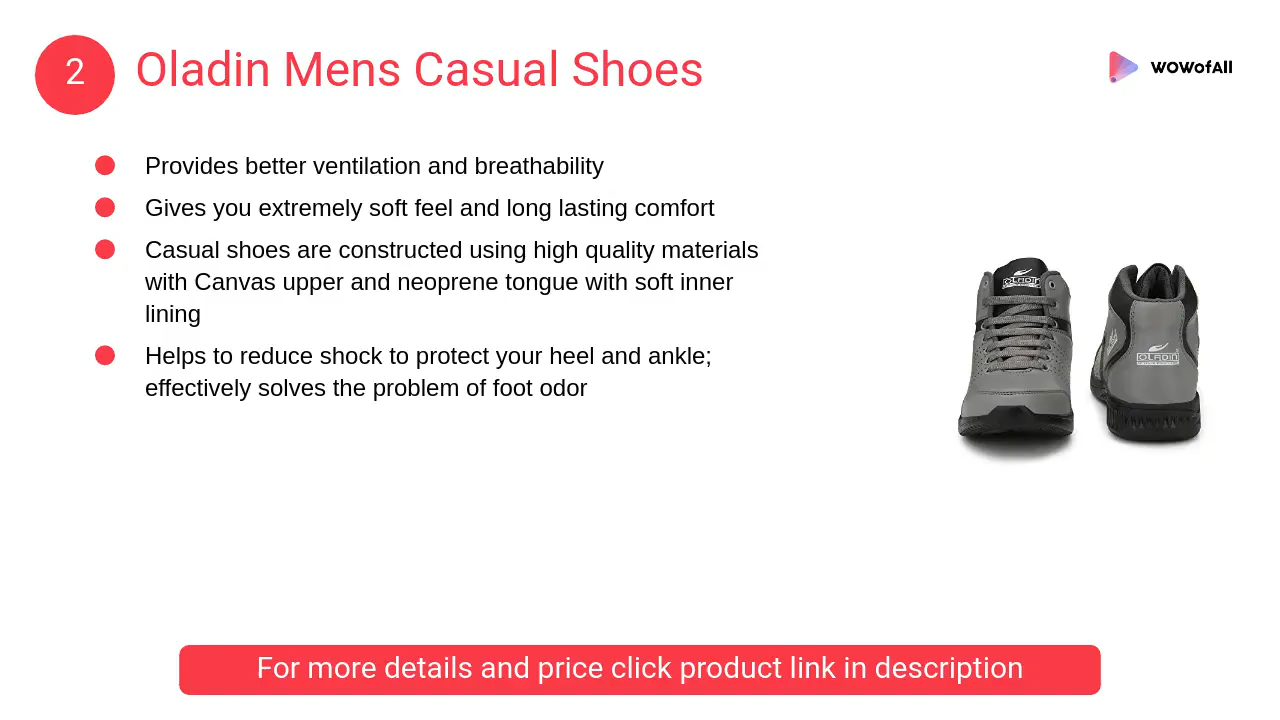 2
Oladin Mens Casual Shoes
WOWofAll
Provides better ventilation and breathability
Gives you extremely soft feel and long lasting comfort
Casual shoes are constructed using high quality materials
with Canvas upper and neoprene tongue with soft inner
lining
Helps to reduce shock to protect your heel and ankle;
effectively solves the problem of foot odor
OLADIN
OLADIN
For more details and price click product link in description